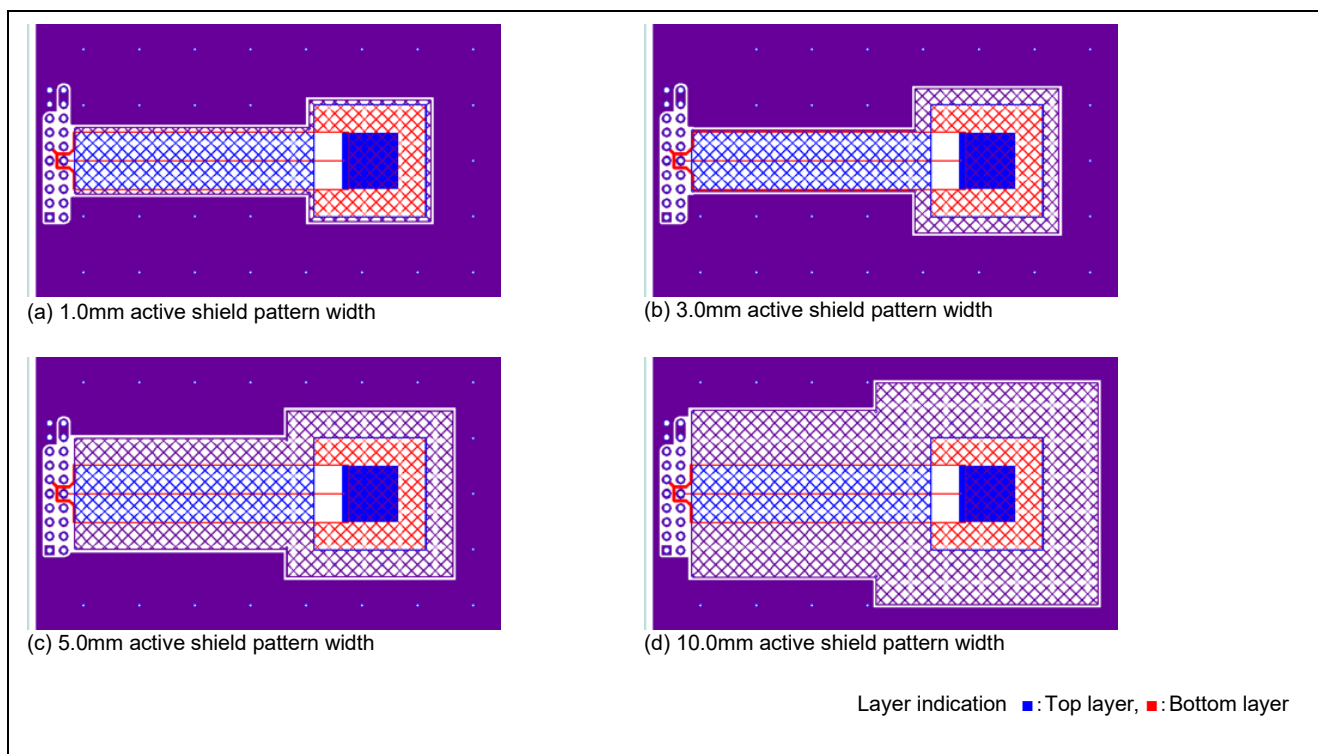 (a) 1.0mm active shield pattern width
(b) 3.0mm active shield pattern width
(c) 5.0mm active shield pattern width
(d) 10.0mm active shield pattern width
Layer indication ■:Top layer, ■:Bottom layer